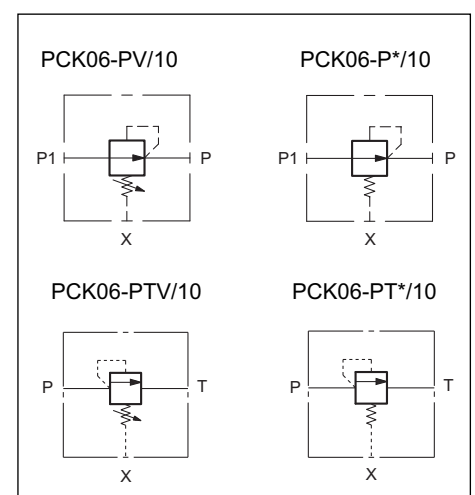 PCK06-PV/10 PCK06-P*/10
P1 P P1 P
X X
PCK06-PTV/10 PCK06-PT*/10
P T P T
X X